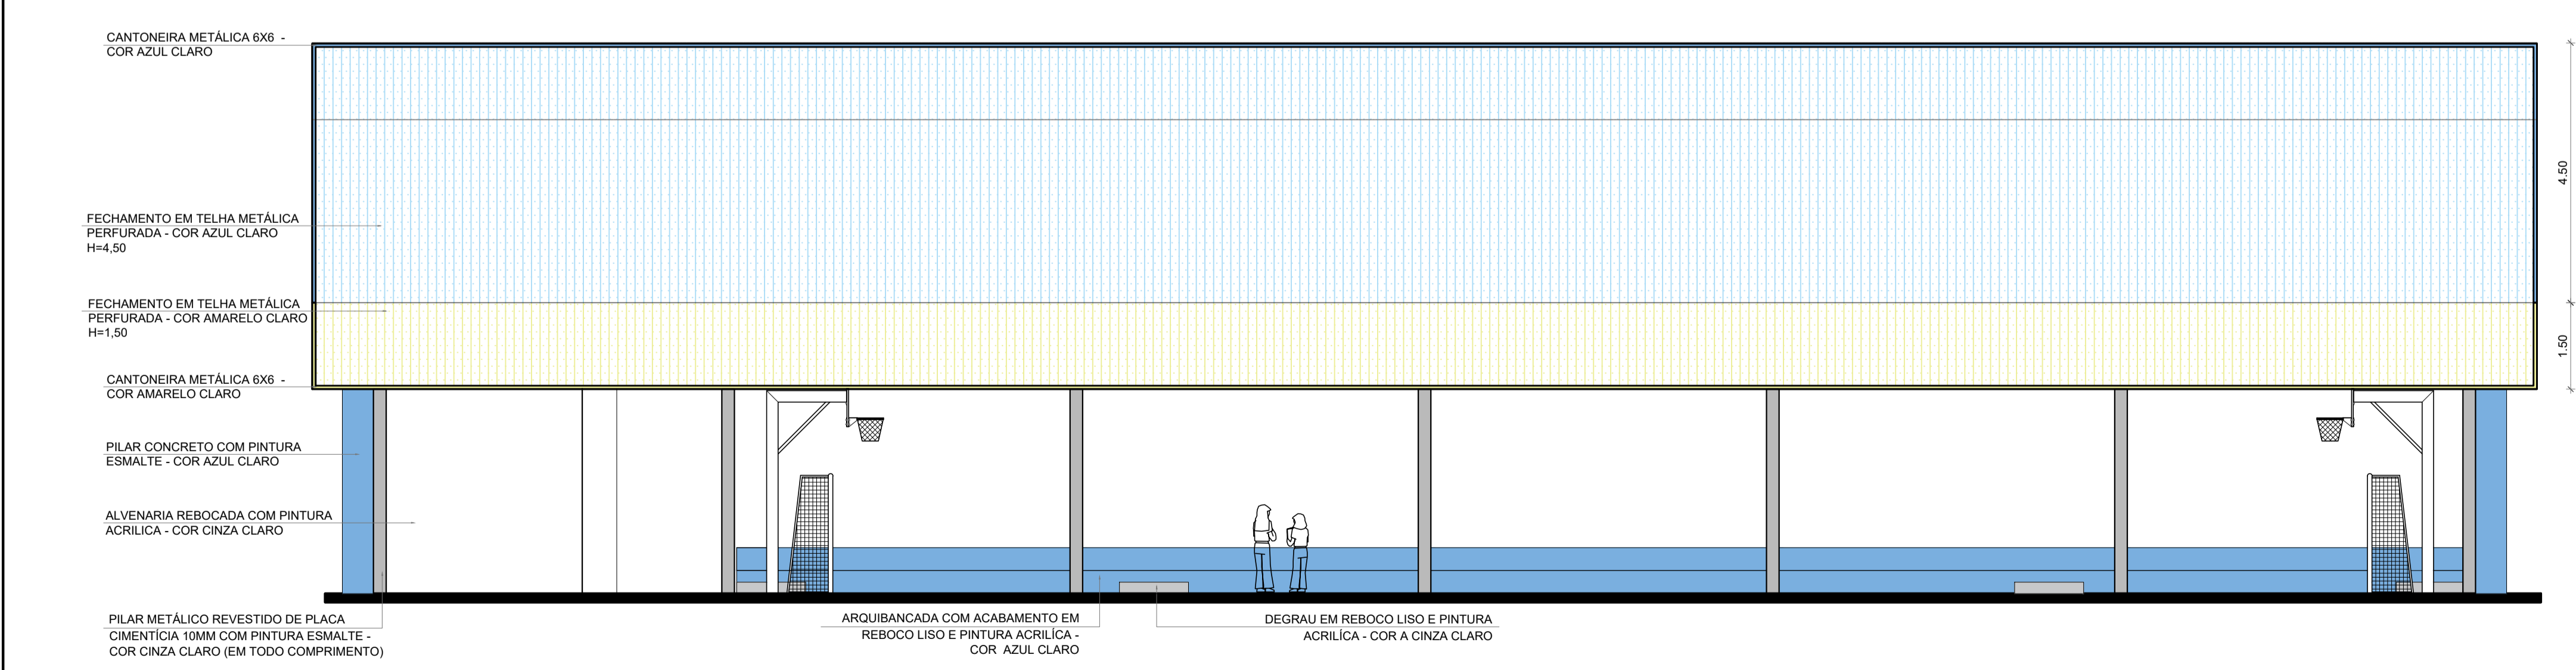 CANTONEIRA METÁLICA 6X6 -
COR AZUL CLARO
FECHAMENTO EM TELHA METÁLICA
PERFURADA - COR AZUL CLARO
H=4,50
FECHAMENTO EM TELHA METÁLICA
PERFURADA - COR AMARELO CLARO
H=1,50
CANTONEIRA METÁLICA 6X6 -
COR AMARELO CLARO
PILAR CONCRETO COM PINTURA
ESMALTE - COR AZUL CLARO
ALVENARIA REBOCADA COM PINTURA
ACRILICA - COR CINZA CLARO
PILAR METÁLICO REVESTIDO DE PLACA
CIMENTÍCIA 10MM COM PINTURA ESMALTE -
COR CINZA CLARO (EM TODO COMPRIMENTO)
ARQUIBANCADA COM ACABAMENTO EM
REBOCO LISO E PINTURA ACRILÍCA -
COR AZUL CLARO
DEGRAU EM REBOCO LISO E PINTURA
ACRILÍCA - COR A CINZA CLARO
4.50
1.50